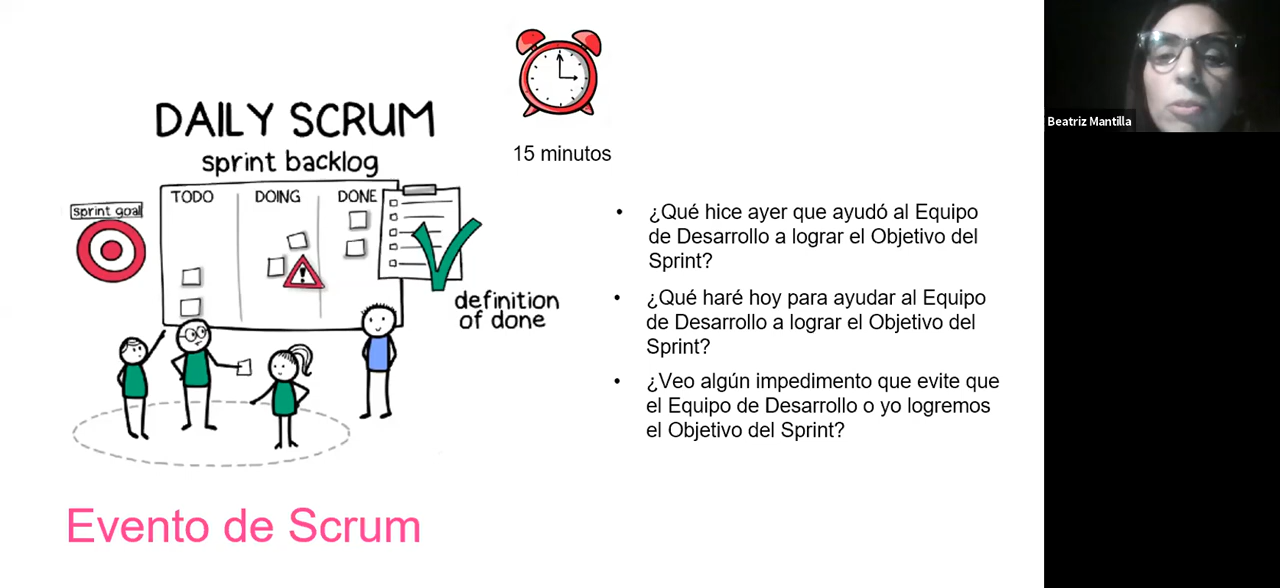 DAILY SCRUM
sprint backlog
TODO
DOING
DONE
sprint goal
definition
of done
15 minutos
• ¿Qué hice ayer que ayudó al Equipo
de Desarrollo a lograr el Objetivo del
Sprint?
• ¿Qué haré hoy para ayudar al Equipo
de Desarrollo a lograr el Objetivo del
Sprint?
• ¿Veo algún impedimento que evite que
el Equipo de Desarrollo o yo logremos
el Objetivo del Sprint?
Evento de Scrum
Beatriz Mantilla